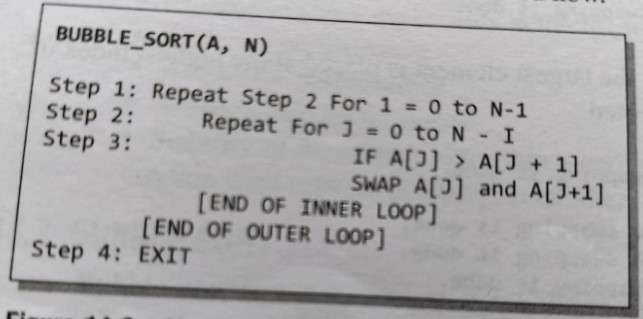 BUBBLE_SORT(A, N)
Step 1: Repeat Step 2 For 1 = 0 to N-1
Step 2: Repeat For J = 0 to N - I
Step 3: IF A[J] > A[J + 1]
SWAP A[J] and A[J+1]
[END OF INNER LOOP]
[END OF OUTER LOOP]
Step 4: EXIT